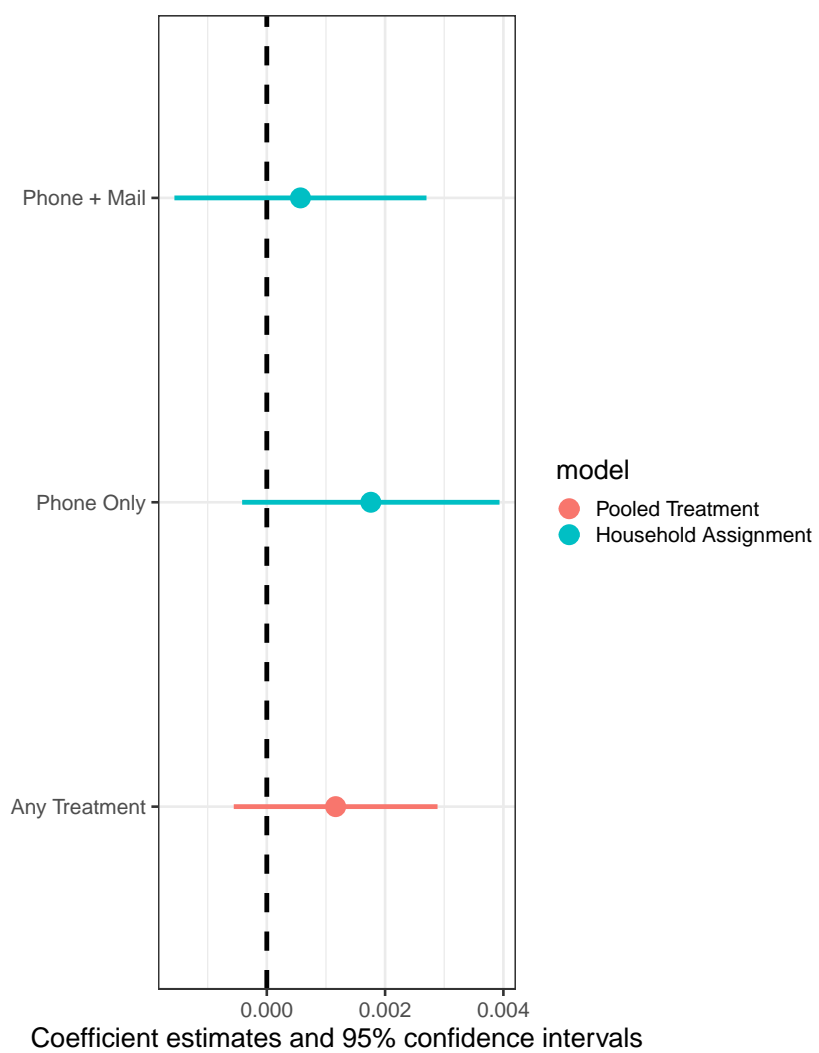 Phone + Mail
Phone Only
Any Treatment
0.000 0.002 0.004
Coefficient estimates and 95% confidence intervals
model
Pooled Treatment
Household Assignment